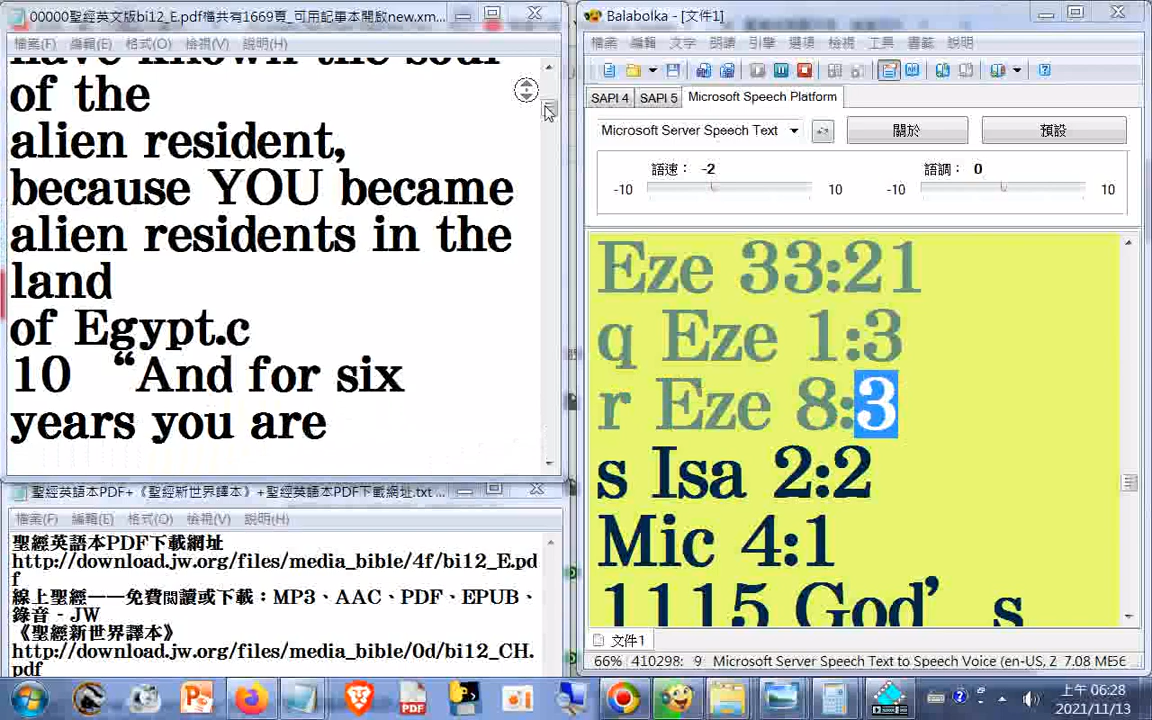 00000聖經英文版bi12_E.pdf檔共有1669頁_可用記事本開啟new.xm...
檔案(F) 編輯(E) 格式(O) 檢視(V) 說明(H)
have known the soul
of the
alien resident,
because YOU became
alien residents in the
land
of Egypt.c
10 “And for six
years you are
聖經英語本PDF+《聖經新世界譯本》+聖經英語本PDF下載網址.txt ...
檔案(F) 編輯(E) 格式(O) 檢視(V) 說明(H)
聖經英語本PDF下載網址
http://download.jw.org/files/media_bible/4f/bi12_E.pd
f
線上聖經——免費閱讀或下載：MP3、AAC、PDF、EPUB、
錄音 - JW
《聖經新世界譯本》
http://download.jw.org/files/media_bible/0d/bi12_CH.
pdf
Balabolka - [文件1]
檔案 編輯 文字 朗讀 引擎 選項 檢視 工具 書籤 說明
SAPI 4 SAPI 5 Microsoft Speech Platform
Microsoft Server Speech Text 關於 預設
語速： -2 語調： 0
-10 10 -10 10
Eze 33:21
q Eze 1:3
r Eze 8:3
s Isa 2:2
Mic 4:1
1115 God’s
文件1
66% 410298: 9 Microsoft Server Speech Text to Speech Voice (en-US, Z 7.08 МБ
上午 06:28
2021/11/13